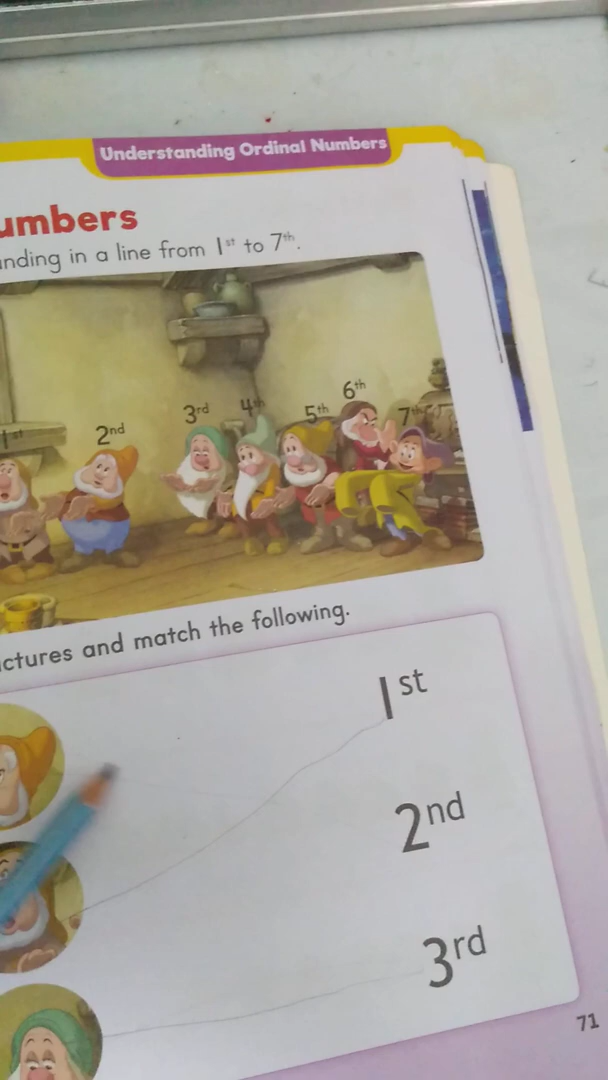 Understanding Ordinal Numbers
umbers
nding in a line from 1st to 7th.
1st 2nd 3rd 4th 5th 6th 7th
ctures and match the following.
1st
2nd
3rd
71